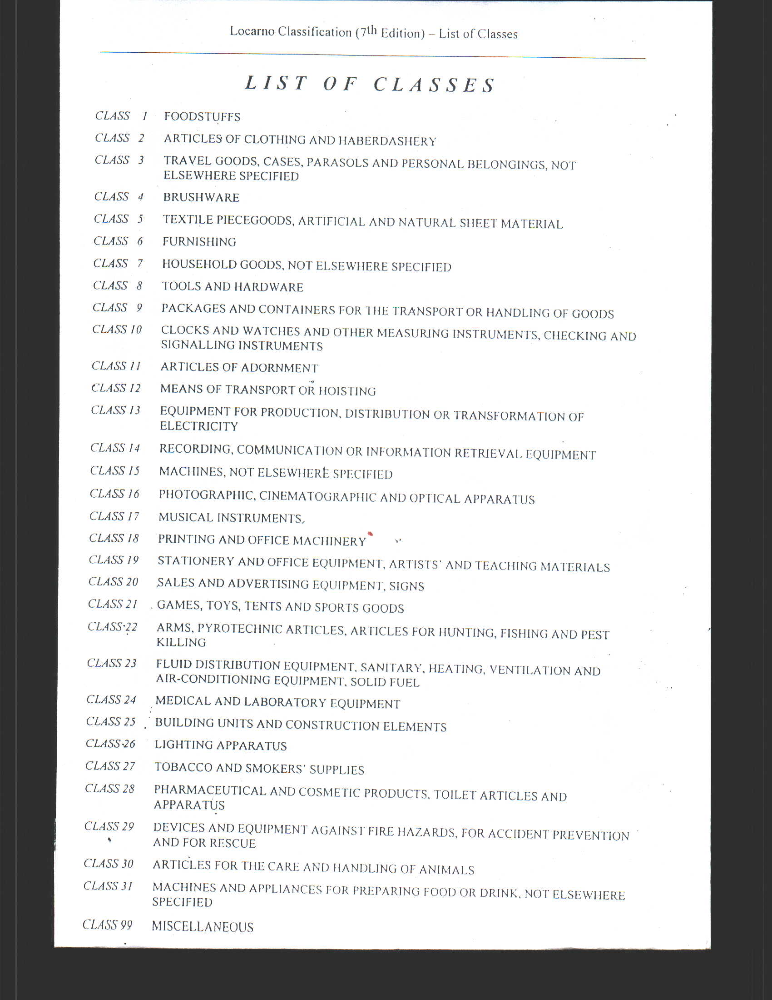 Locarno Classification (7th Edition) – List of Classes
LIST OF CLASSES
CLASS 1 FOODSTUFFS
CLASS 2 ARTICLES OF CLOTHING AND HABERDASHERY
CLASS 3 TRAVEL GOODS, CASES, PARASOLS AND PERSONAL BELONGINGS, NOT
ELSEWHERE SPECIFIED
CLASS 4 BRUSHWARE
CLASS 5 TEXTILE PIECEGOODS, ARTIFICIAL AND NATURAL SHEET MATERIAL
CLASS 6 FURNISHING
CLASS 7 HOUSEHOLD GOODS, NOT ELSEWHERE SPECIFIED
CLASS 8 TOOLS AND HARDWARE
CLASS 9 PACKAGES AND CONTAINERS FOR THE TRANSPORT OR HANDLING OF GOODS
CLASS 10 CLOCKS AND WATCHES AND OTHER MEASURING INSTRUMENTS, CHECKING AND
SIGNALLING INSTRUMENTS
CLASS 11 ARTICLES OF ADORNMENT
CLASS 12 MEANS OF TRANSPORT OR HOISTING
CLASS 13 EQUIPMENT FOR PRODUCTION, DISTRIBUTION OR TRANSFORMATION OF
ELECTRICITY
CLASS 14 RECORDING, COMMUNICATION OR INFORMATION RETRIEVAL EQUIPMENT
CLASS 15 MACHINES, NOT ELSEWHERE SPECIFIED
CLASS 16 PHOTOGRAPHIC, CINEMATOGRAPHIC AND OPTICAL APPARATUS
CLASS 17 MUSICAL INSTRUMENTS
CLASS 18 PRINTING AND OFFICE MACHINERY
CLASS 19 STATIONERY AND OFFICE EQUIPMENT, ARTISTS' AND TEACHING MATERIALS
CLASS 20 SALES AND ADVERTISING EQUIPMENT, SIGNS
CLASS 21 GAMES, TOYS, TENTS AND SPORTS GOODS
CLASS 22 ARMS, PYROTECHNIC ARTICLES, ARTICLES FOR HUNTING, FISHING AND PEST
KILLING
CLASS 23 FLUID DISTRIBUTION EQUIPMENT, SANITARY, HEATING, VENTILATION AND
AIR-CONDITIONING EQUIPMENT, SOLID FUEL
CLASS 24 MEDICAL AND LABORATORY EQUIPMENT
CLASS 25 BUILDING UNITS AND CONSTRUCTION ELEMENTS
CLASS 26 LIGHTING APPARATUS
CLASS 27 TOBACCO AND SMOKERS' SUPPLIES
CLASS 28 PHARMACEUTICAL AND COSMETIC PRODUCTS, TOILET ARTICLES AND
APPARATUS
CLASS 29 DEVICES AND EQUIPMENT AGAINST FIRE HAZARDS, FOR ACCIDENT PREVENTION
AND FOR RESCUE
CLASS 30 ARTICLES FOR THE CARE AND HANDLING OF ANIMALS
CLASS 31 MACHINES AND APPLIANCES FOR PREPARING FOOD OR DRINK, NOT ELSEWHERE
SPECIFIED
CLASS 99 MISCELLANEOUS